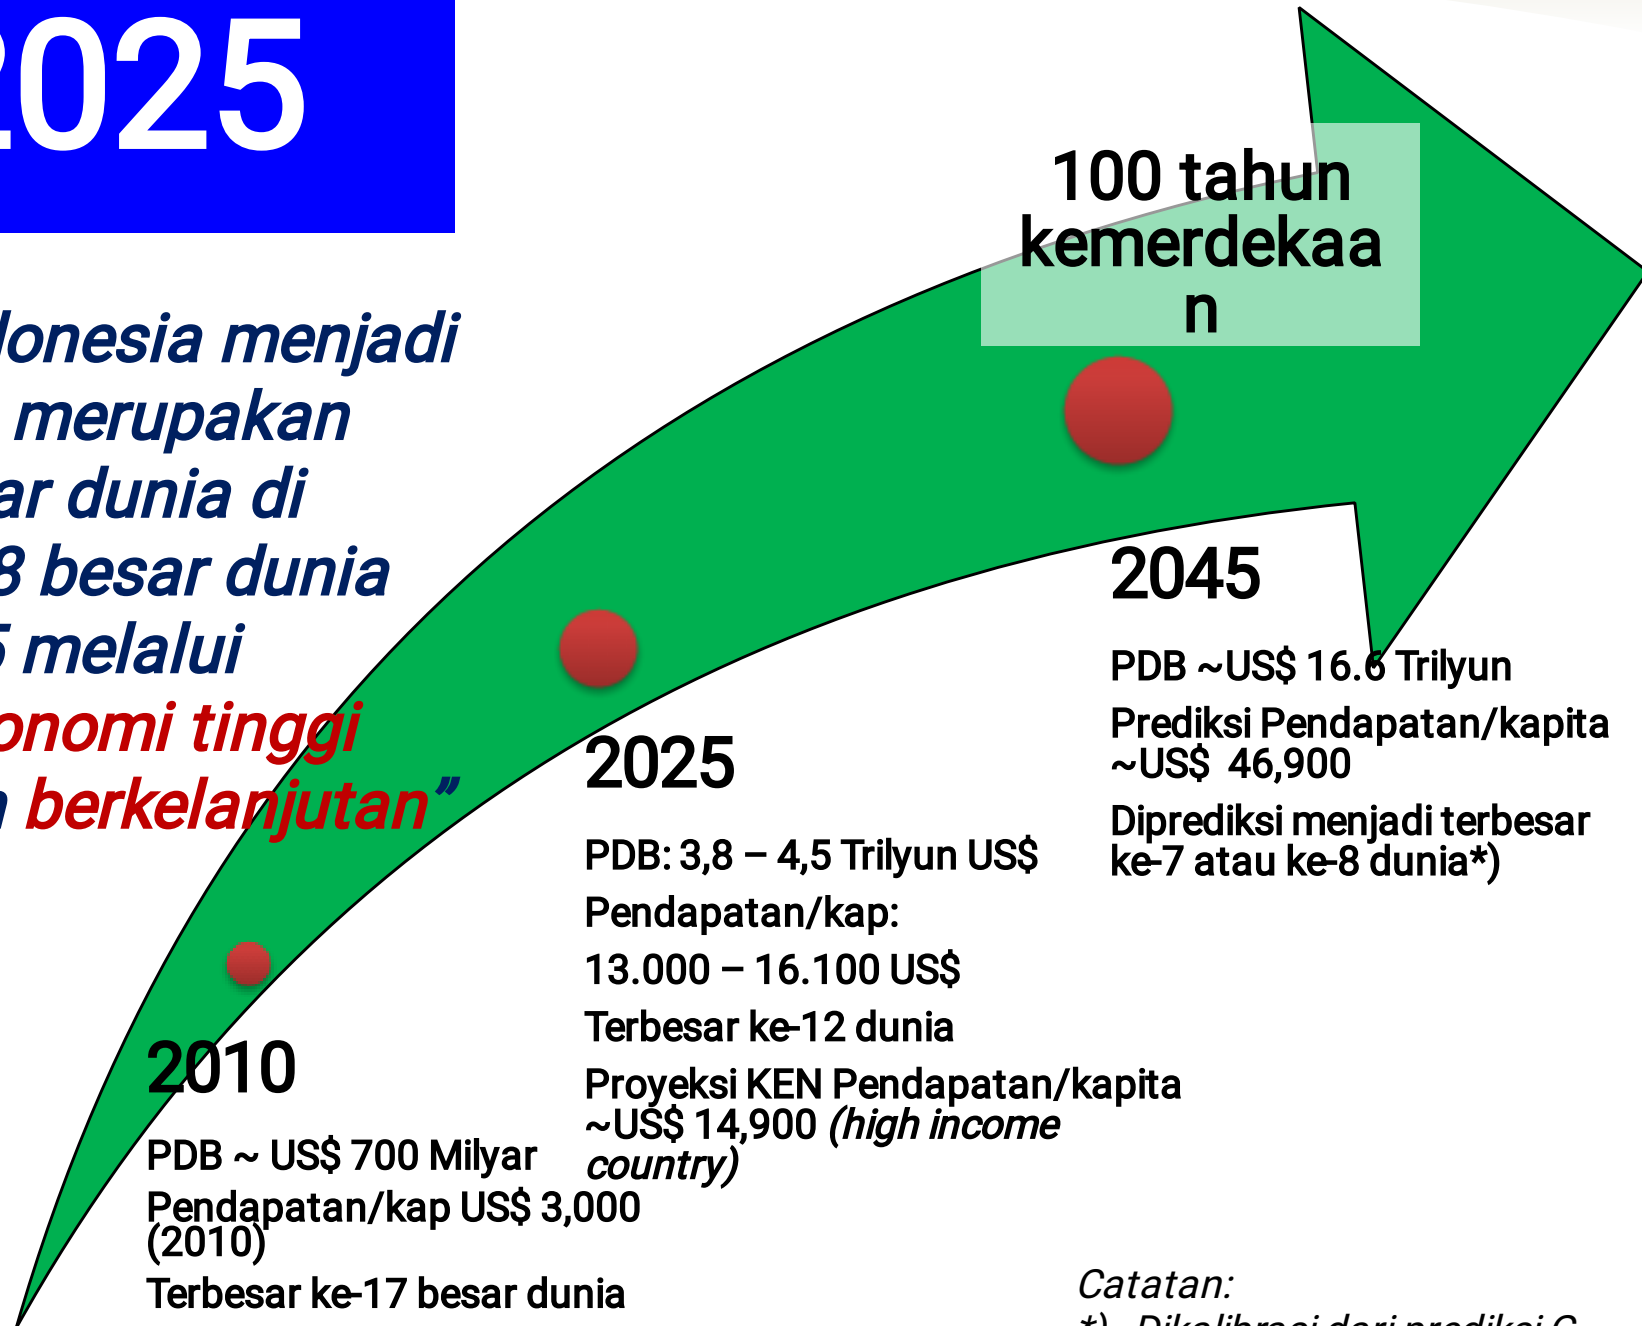 2025
donesia menjadi
merupakan
ar dunia di
8 besar dunia
5 melalui
onomi tinggi
berkelanjutan”
100 tahun
kemerdekaa
n
2045
PDB ~US$ 16.6 Trilyun
Prediksi Pendapatan/kapita
~US$ 46,900
Diprediksi menjadi terbesar
ke-7 atau ke-8 dunia*)
2025
PDB: 3,8 – 4,5 Trilyun US$
Pendapatan/kap:
13.000 – 16.100 US$
Terbesar ke-12 dunia
Proyeksi KEN Pendapatan/kapita
~US$ 14,900 (high income
country)
2010
PDB ~ US$ 700 Milyar
Pendapatan/kap US$ 3,000
(2010)
Terbesar ke-17 besar dunia
Catatan:
*) Dikalibrasi dari prediksi G